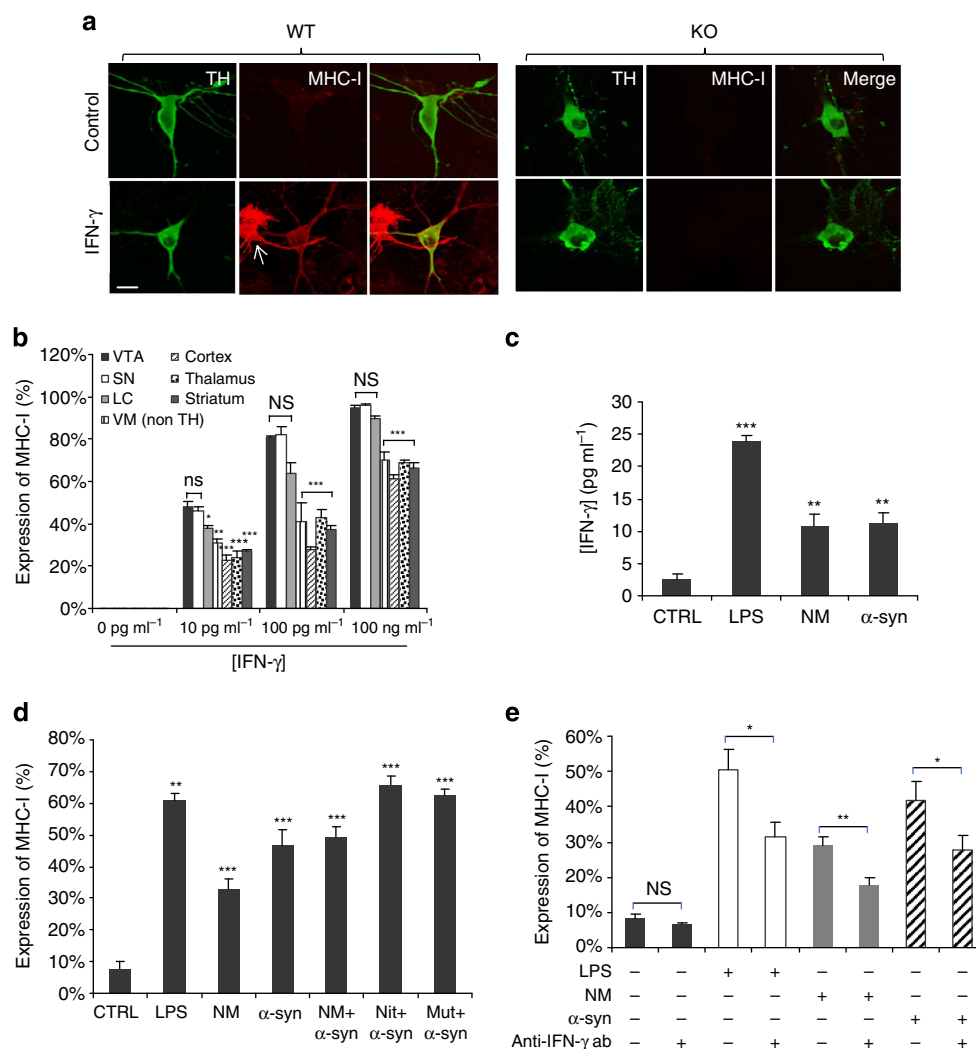 a
WT
KO
TH
MHC-I
TH
MHC-I
Merge
Control
IFN-γ
b
Expression of MHC-I (%)
120%
100%
80%
60%
40%
20%
0%
VTA
SN
LC
VM (non TH)
Cortex
Thalamus
Striatum
ns
*
**
***
***
***
NS
***
NS
***
0 pg ml⁻¹
10 pg ml⁻¹
100 pg ml⁻¹
100 ng ml⁻¹
[IFN-γ]
c
[IFN-γ] (pg ml⁻¹)
30
25
20
15
10
5
0
***
**
**
CTRL
LPS
NM
α-syn
d
Expression of MHC-I (%)
80%
70%
60%
50%
40%
30%
20%
10%
0%
**
***
***
***
***
***
CTRL
LPS
NM
α-syn
NM+
α-syn
Nit+
α-syn
Mut+
α-syn
e
Expression of MHC-I (%)
60%
50%
40%
30%
20%
10%
0%
NS
*
**
*
LPS – – + + – – – –
NM – – – – + + – –
α-syn – – – – – – + +
Anti-IFN-γ ab – + – + – + – +